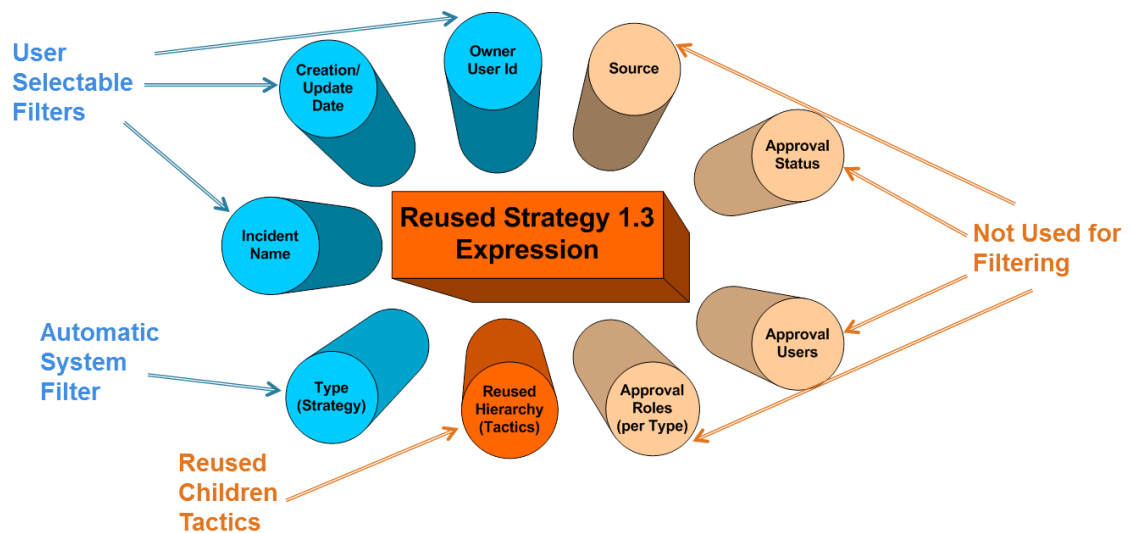 User
Selectable
Filters
Creation/
Update
Date
Owner
User Id
Source
Approval
Status
Incident
Name
Reused Strategy 1.3
Expression
Not Used for
Filtering
Automatic
System
Filter
Type
(Strategy)
Reused
Hierarchy
(Tactics)
Approval
Roles
(per Type)
Approval
Users
Reused
Children
Tactics